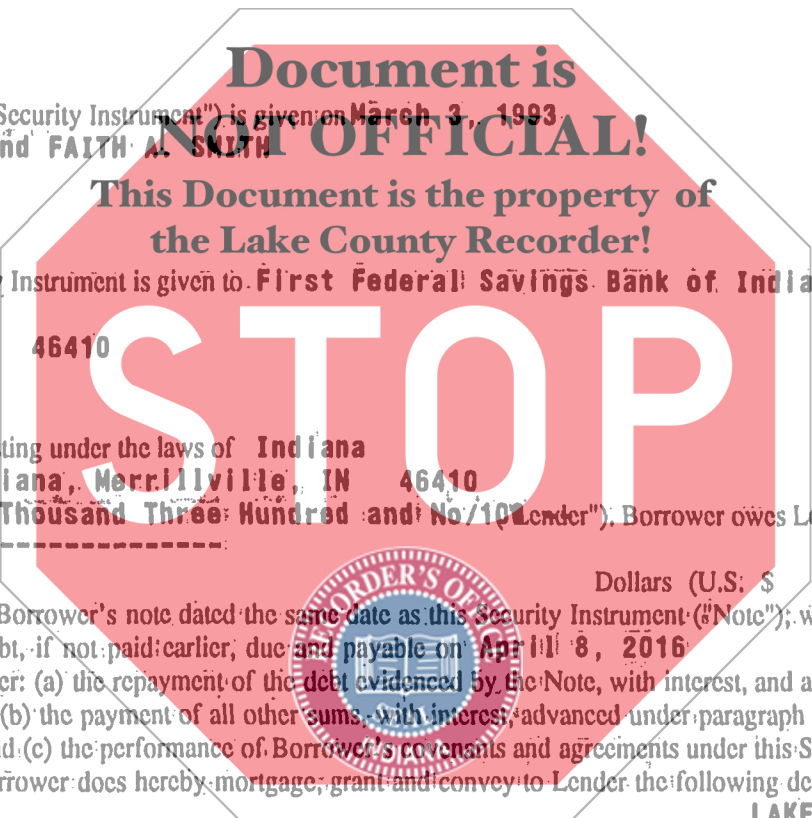 Document is
Security Instrument") is given on March 3, 1993
NOT OFFICIAL!
nd FAITH A. SMITH
This Document is the property of
the Lake County Recorder!
Instrument is given to First Federal Savings Bank of India
46410
STOP
ting under the laws of Indiana
iana, Merrillville, IN 46410
Thousand Three Hundred and No/10 Lender"). Borrower owes L
Dollars (U.S. $
RECORDER'S OFFICE
Borrower's note dated the same date as this Security Instrument ("Note"), w
bt, if not paid earlier, due and payable on April 8, 2016
er: (a) the repayment of the debt evidenced by the Note, with interest, and a
SEAL
(b) the payment of all other sums, with interest, advanced under paragraph
d (c) the performance of Borrower's covenants and agreements under this S
rrower does hereby mortgage, grant and convey to Lender the following de
LAKE